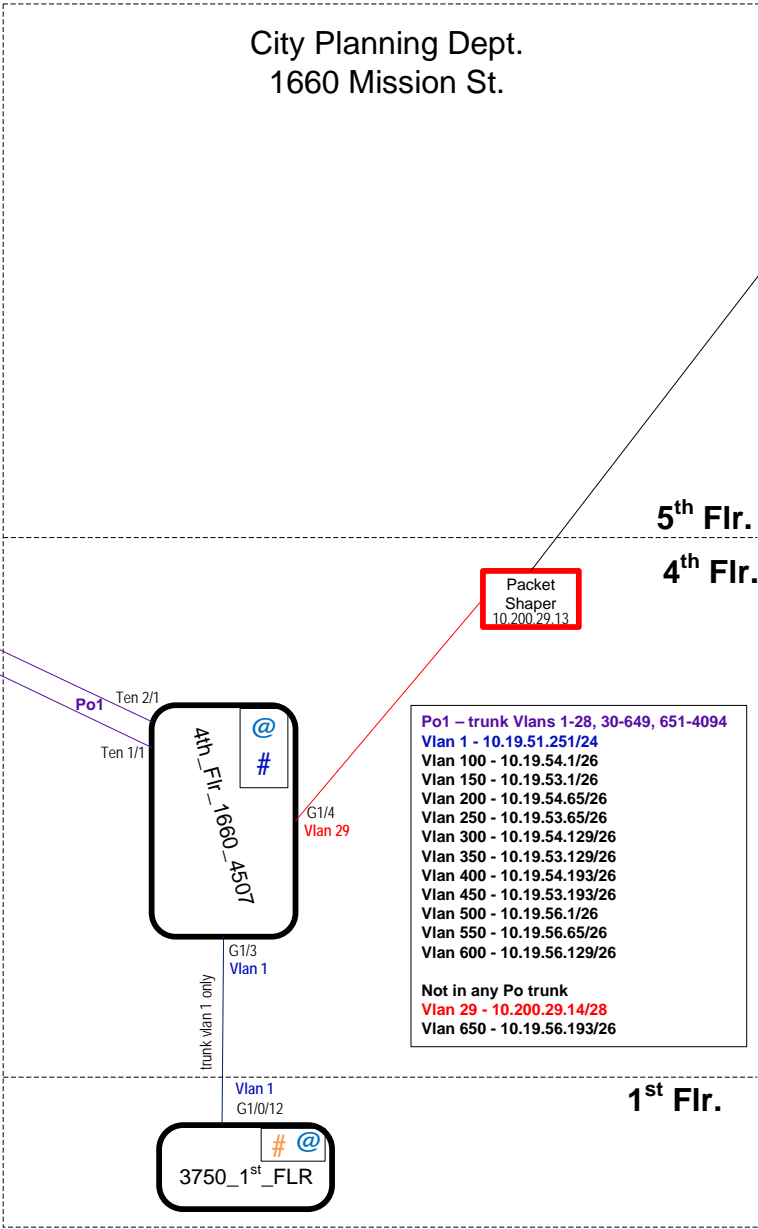 City Planning Dept.
1660 Mission St.
5th Flr.
4th Flr.
Packet
Shaper
10.200.29.13
Ten 2/1
Po1
Ten 1/1
@
#
4th_Flr_1660_4507
G1/4
Vlan 29
Po1 – trunk Vlans 1-28, 30-649, 651-4094
Vlan 1 - 10.19.51.251/24
Vlan 100 - 10.19.54.1/26
Vlan 150 - 10.19.53.1/26
Vlan 200 - 10.19.54.65/26
Vlan 250 - 10.19.53.65/26
Vlan 300 - 10.19.54.129/26
Vlan 350 - 10.19.53.129/26
Vlan 400 - 10.19.54.193/26
Vlan 450 - 10.19.53.193/26
Vlan 500 - 10.19.56.1/26
Vlan 550 - 10.19.56.65/26
Vlan 600 - 10.19.56.129/26
Not in any Po trunk
Vlan 29 - 10.200.29.14/28
Vlan 650 - 10.19.56.193/26
G1/3
Vlan 1
trunk vlan 1 only
Vlan 1
G1/0/12
1st Flr.
# @
3750_1st_FLR